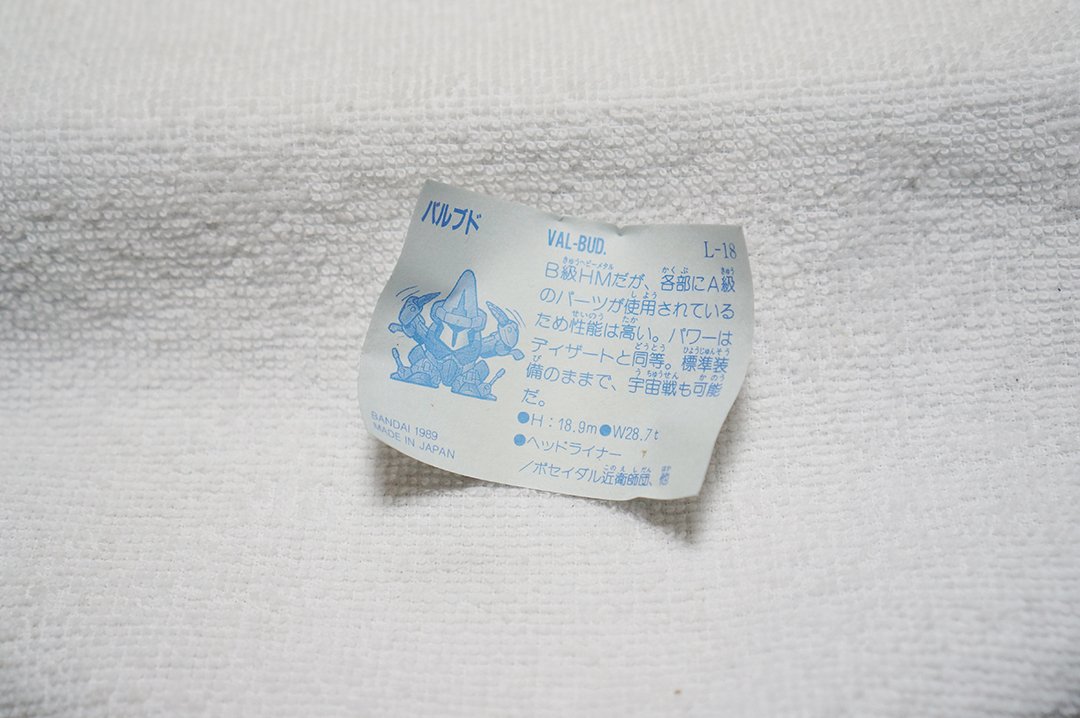 バルブド
VAL-BUD.
L-18
B級HMだが、各部にA級
のパーツが使用されている
ため性能は高い。パワーは
ディザートと同等。標準装
備のままで、宇宙戦も可能
だ。
●H：18.9m●W28.7t
●ヘッドライナー
／ポセイダル近衛師団、他
BANDAI 1989
MADE IN JAPAN